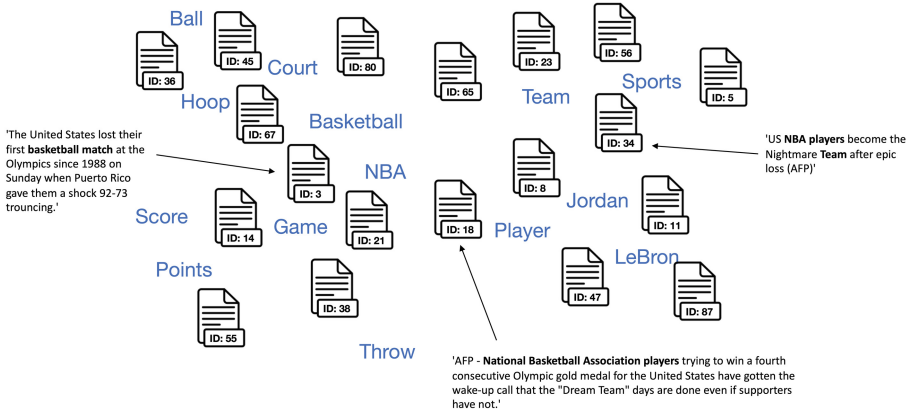 Ball
ID: 36
ID: 45
Court
ID: 80
Hoop
ID: 67
Basketball
'The United States lost their
first basketball match at the
Olympics since 1988 on
Sunday when Puerto Rico
gave them a shock 92-73
trouncing.'
ID: 3
NBA
Score
ID: 14
Game
ID: 21
Points
ID: 38
ID: 55
Throw
ID: 65
ID: 23
ID: 56
Sports
ID: 5
Team
ID: 34
'US NBA players become the
Nightmare Team after epic
loss (AFP)'
ID: 8
Jordan
ID: 11
ID: 18
Player
LeBron
ID: 47
ID: 87
'AFP - National Basketball Association players trying to win a fourth
consecutive Olympic gold medal for the United States have gotten the
wake-up call that the "Dream Team" days are done even if supporters
have not.'